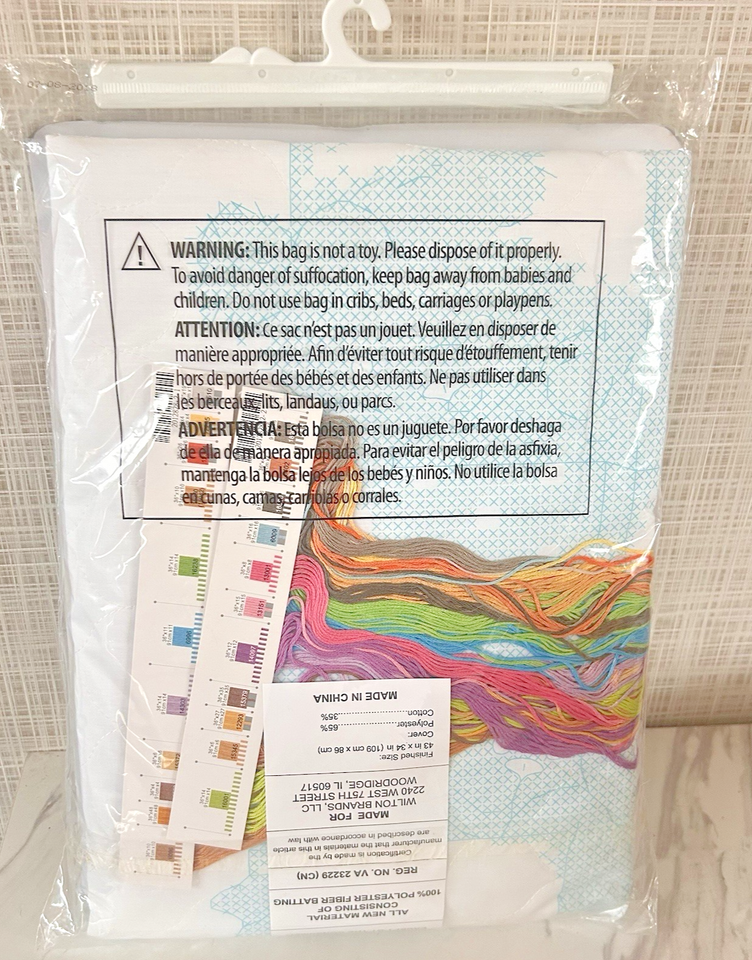 WARNING: This bag is not a toy. Please dispose of it properly.
To avoid danger of suffocation, keep bag away from babies and
children. Do not use bag in cribs, beds, carriages or playpens.
ATTENTION: Ce sac n'est pas un jouet. Veuillez en disposer de
manière appropriée. Afin d'éviter tout risque d'étouffement, tenir
hors de portée des bébés et des enfants. Ne pas utiliser dans
les berceaux, lits, landaus, ou parcs.
ADVERTENCIA: Esta bolsa no es un juguete. Por favor deshaga
de ella de manera apropiada. Para evitar el peligro de la asfixia,
mantenga la bolsa lejos de los bebés y niños. No utilice la bolsa
en cunas, camas, carriolas o corrales.
ALL NEW MATERIAL
CONSISTING OF
100% POLYESTER FIBER BATTING
REG. NO. VA 23229 (CN)
Certification is made by the
manufacturer that the materials in this article
are described in accordance with law
MADE FOR
WILTON BRANDS, LLC
2240 WEST 75TH STREET
WOODRIDGE, IL 60517
Finished Size:
43 in x 34 in (109 cm x 86 cm)
Cover:
Polyester 65%
Cotton 35%
MADE IN CHINA